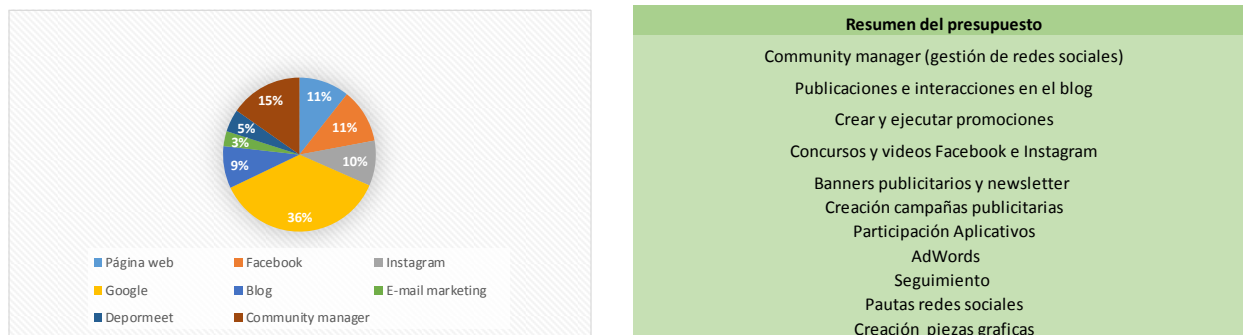 15%
11%
11%
10%
36%
9%
3%
5%
Página web
Facebook
Instagram
Google
Blog
E-mail marketing
Depormeet
Community manager
Resumen del presupuesto
Community manager (gestión de redes sociales)
Publicaciones e interacciones en el blog
Crear y ejecutar promociones
Concursos y videos Facebook e Instagram
Banners publicitarios y newsletter
Creación campañas publicitarias
Participación Aplicativos
AdWords
Seguimiento
Pautas redes sociales
Creación piezas graficas